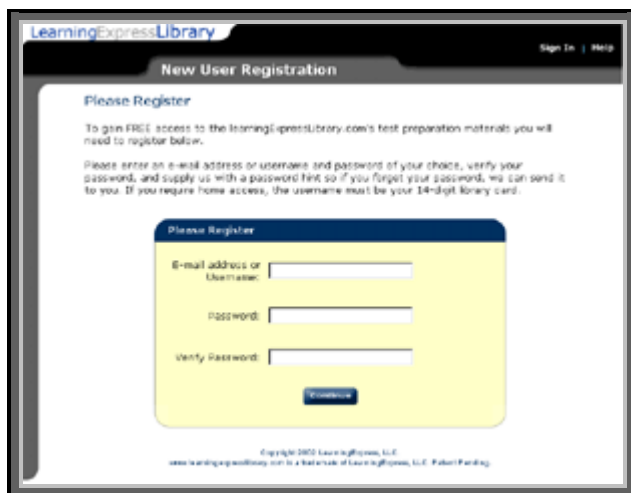 LearningExpressLibrary
Sign In | Help
New User Registration
Please Register
To gain FREE access to the learningExpressLibrary.com's test preparation materials you will
need to register below.
Please enter an e-mail address or username and password of your choice, verify your
password, and supply us with a password hint so if you forget your password, we can send it
to you. If you require home access, the username must be your 14-digit library card.
Please Register
E-mail address or
Username:
Password:
Verify Password:
Continue
Copyright 2002 LearningExpress, LLC.
www.learningexpresslibrary.com is a trademark of LearningExpress, LLC. Patent Pending.